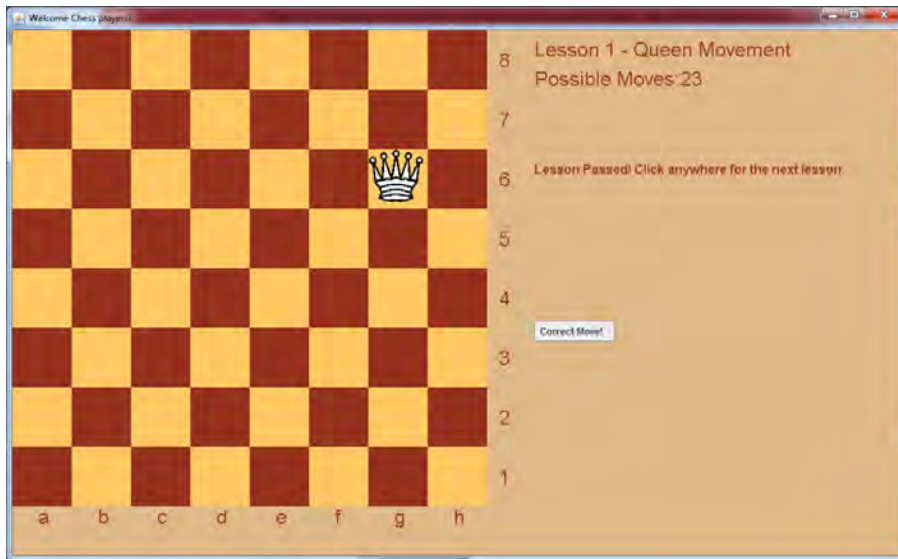 Welcome Chess players!
8
Lesson 1 - Queen Movement
Possible Moves:23
7
6
Lesson Passed! Click anywhere for the next lesson
5
4
Correct Move!
3
2
1
a b c d e f g h